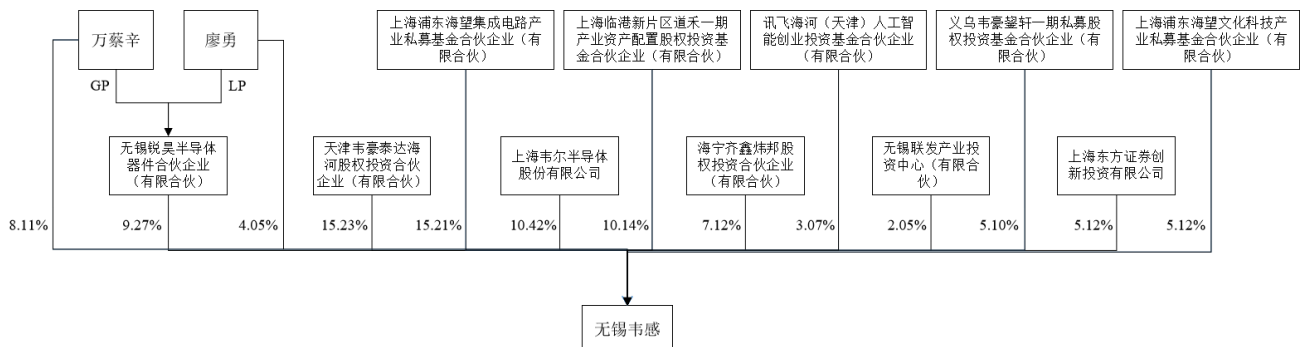 万蔡辛
廖勇
上海浦东海望集成电路产
业私募基金合伙企业（有
限合伙）
上海临港新片区道禾一期
产业资产配置股权投资基
金合伙企业（有限合伙）
讯飞海河（天津）人工智
能创业投资基金合伙企业
（有限合伙）
义乌韦豪鋆轩一期私募股
权投资基金合伙企业（有
限合伙）
上海浦东海望文化科技产
业私募基金合伙企业（有
限合伙）
GP
LP
无锡锐昊半导体
器件合伙企业
（有限合伙）
天津韦豪泰达海
河股权投资合伙
企业（有限合伙）
上海韦尔半导体
股份有限公司
海宁齐鑫炜邦股
权投资合伙企业
（有限合伙）
无锡联发产业投
资中心（有限合
伙）
上海东方证券创
新投资有限公司
8.11%
9.27%
4.05%
15.23%
15.21%
10.42%
10.14%
7.12%
3.07%
2.05%
5.10%
5.12%
5.12%
无锡韦感